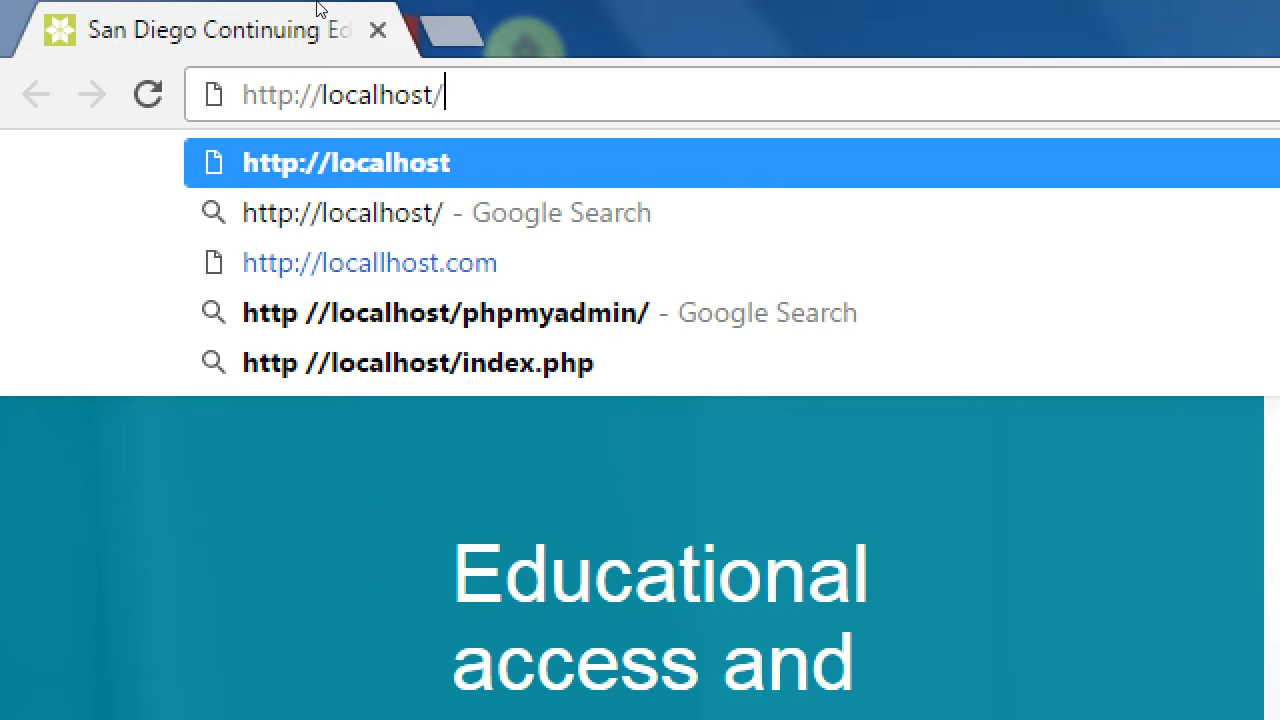 San Diego Continuing Ed
http://localhost/
http://localhost
http://localhost/ - Google Search
http://locallhost.com
http //localhost/phpmyadmin/ - Google Search
http //localhost/index.php
Educational
access and